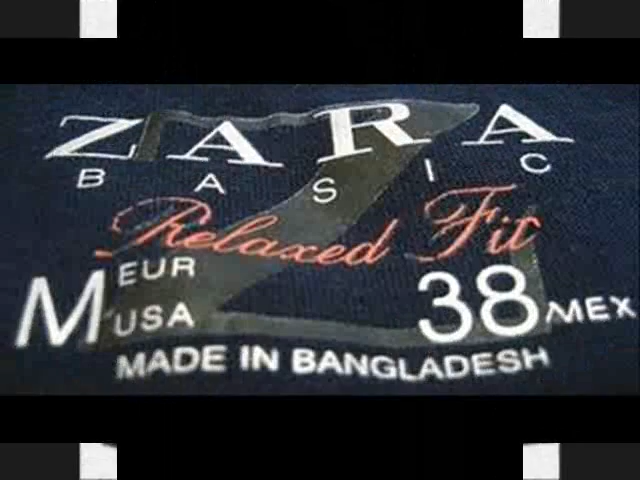 ZARA
BASIC
Relaxed Fit
M EUR USA 38 MEX
MADE IN BANGLADESH